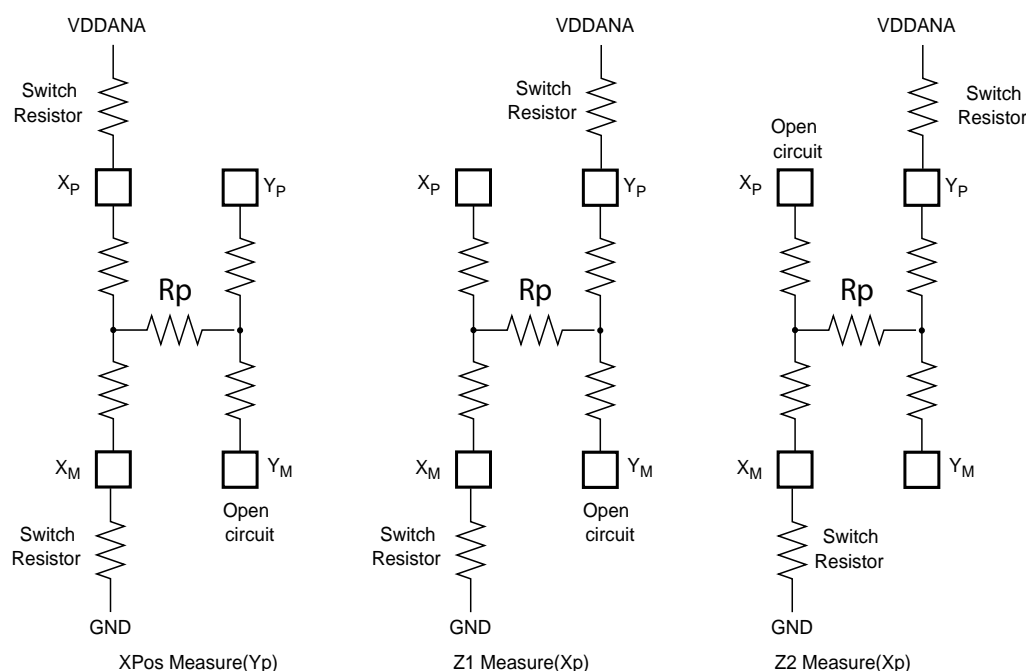 VDDANA
Switch
Resistor
XP
YP
Rp
XM
YM
Open
circuit
Switch
Resistor
GND
XPos Measure(Yp)
VDDANA
Switch
Resistor
XP
YP
Rp
XM
YM
Open
circuit
Switch
Resistor
GND
Z1 Measure(Xp)
VDDANA
Switch
Resistor
Open
circuit
XP
YP
Rp
XM
YM
Switch
Resistor
GND
Z2 Measure(Xp)